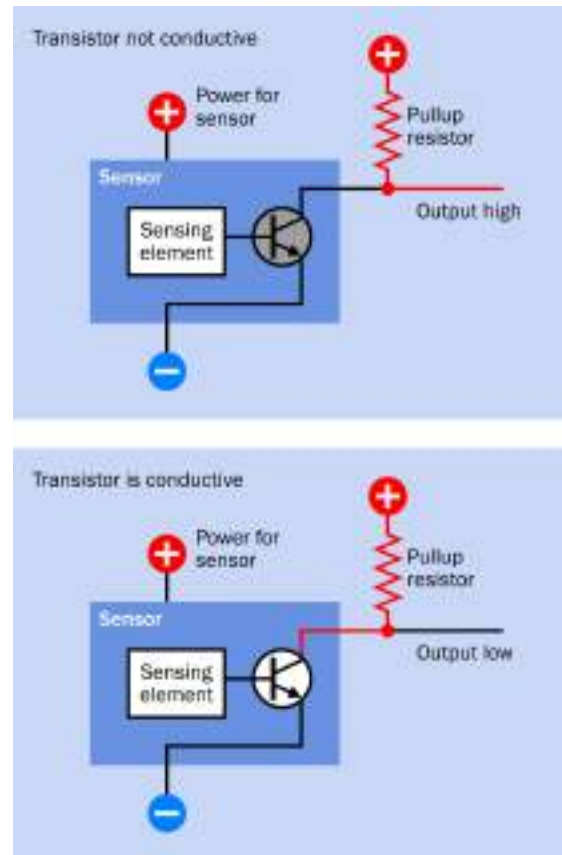 Transistor not conductive
Power for
sensor
Pullup
resistor
Sensor
Sensing
element
Output high
Transistor is conductive
Power for
sensor
Pullup
resistor
Sensor
Sensing
element
Output low